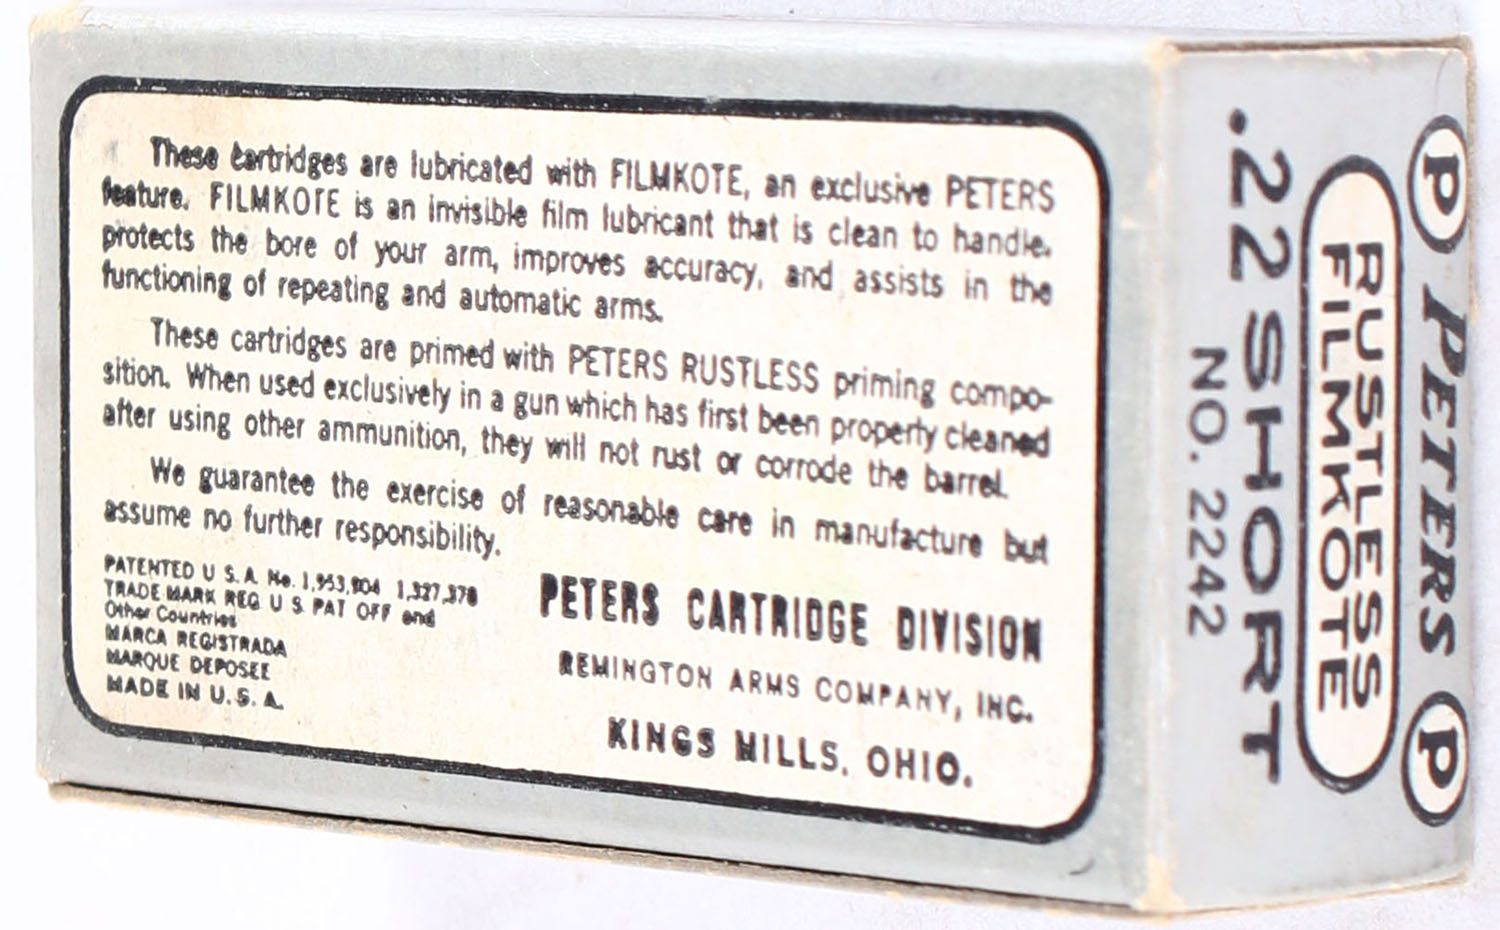 These cartridges are lubricated with FILMKOTE, an exclusive PETERS
feature. FILMKOTE is an invisible film lubricant that is clean to handle,
protects the bore of your arm, improves accuracy, and assists in the
functioning of repeating and automatic arms.
These cartridges are primed with PETERS RUSTLESS priming compo-
sition. When used exclusively in a gun which has first been properly cleaned
after using other ammunition, they will not rust or corrode the barrel.
We guarantee the exercise of reasonable care in manufacture but
assume no further responsibility.
PATENTED U S. A. No. 1,953,904 1,327,378
TRADE MARK REG U S. PAT OFF and
Other Countries
MARCA REGISTRADA
MARQUE DEPOSEE
MADE IN U. S. A.
PETERS CARTRIDGE DIVISION
REMINGTON ARMS COMPANY, INC.
KINGS MILLS, OHIO.
P PETERS P
RUSTLESS
FILMKOTE
.22 SHORT
NO. 2242